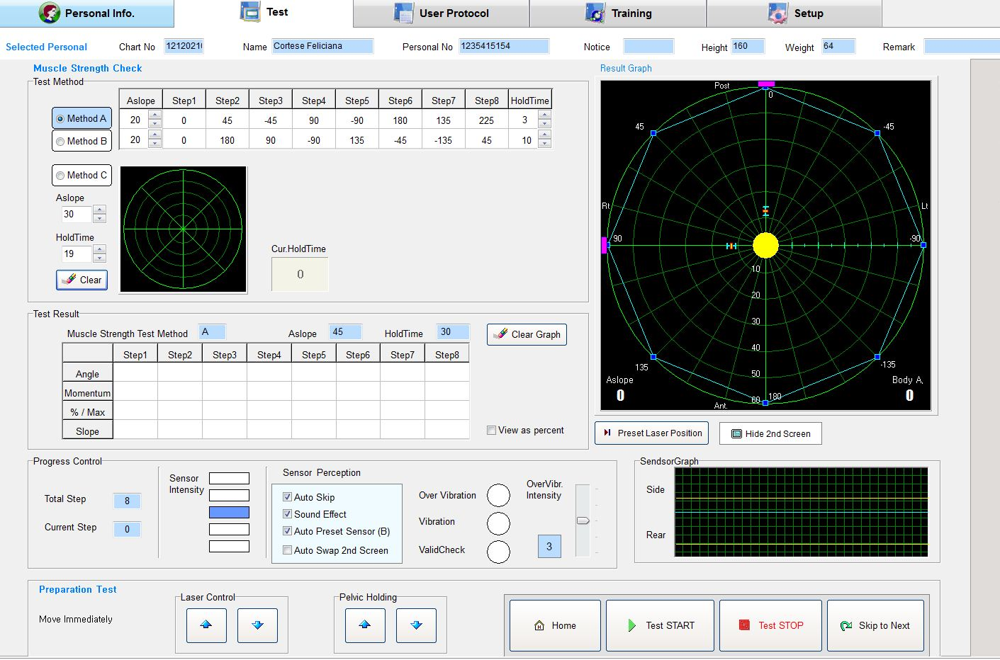 Personal Info.
Test
User Protocol
Training
Setup
Selected Personal
Chart No
Name Cortese Feliciana
Personal No 1235415154
Notice
Height 160
Weight 64
Remark
Muscle Strength Check
Test Method
Aslope Step1 Step2 Step3 Step4 Step5 Step6 Step7 Step8 HoldTime
Method A 20 0 45 -45 90 -90 180 135 225 3
Method B 20 0 180 90 -90 135 -45 -135 45 10
Method C
Aslope
30
HoldTime
19
Clear
Cur.HoldTime
0
Result Graph
Post
0
45
-45
Rt
Lt
90
-90
10
20
30
40
50
60
180
135
-135
Aslope
0
Body A.
0
Ant.
Test Result
Muscle Strength Test Method A
Aslope 45
HoldTime 30
Clear Graph
Step1 Step2 Step3 Step4 Step5 Step6 Step7 Step8
Angle
Momentum
% / Max
Slope
View as percent
Preset Laser Position
Hide 2nd Screen
Progress Control
Total Step 8
Current Step 0
Sensor
Intensity
Sensor Perception
Auto Skip
Sound Effect
Auto Preset Sensor (B)
Auto Swap 2nd Screen
Over Vibration
Vibration
ValidCheck
OverVibr.
Intensity
3
SendsorGraph
Side
Rear
Preparation Test
Move Immediately
Laser Control
Pelvic Holding
Home
Test START
Test STOP
Skip to Next